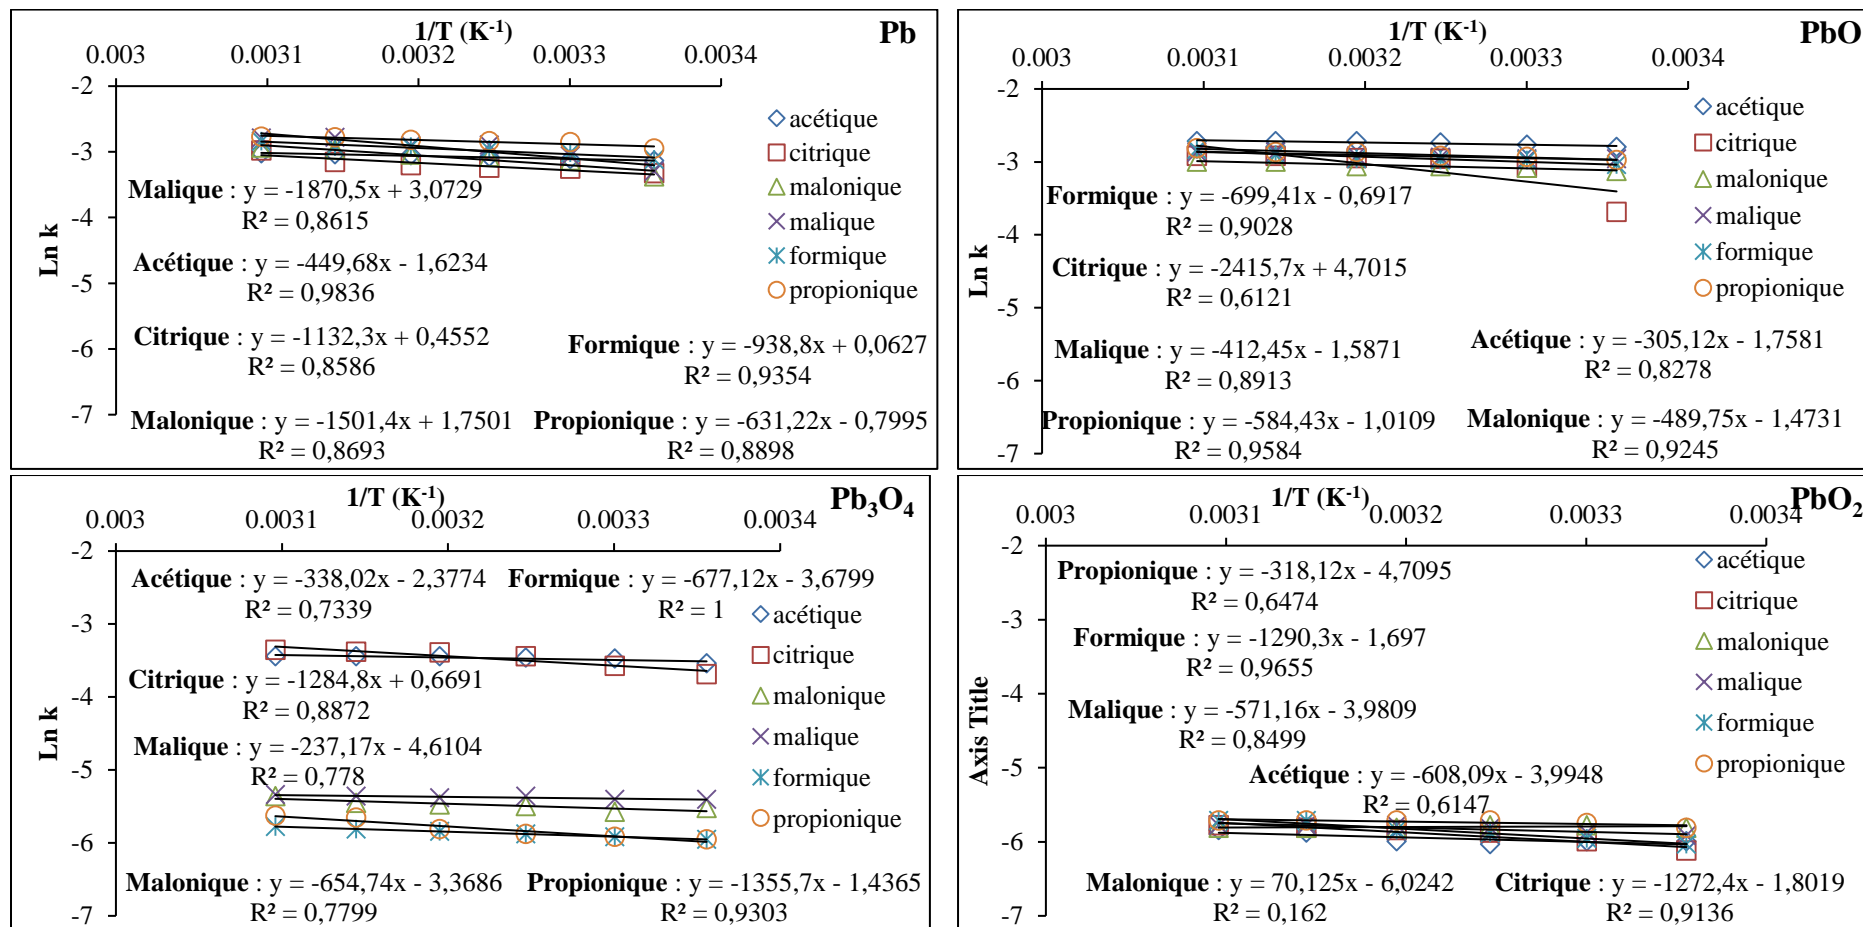 1/T (K⁻¹)
Pb
0.003 0.0031 0.0032 0.0033 0.0034
-2
-3
-4
-5
-6
-7
Ln k
acétique
citrique
malonique
malique
formique
propionique
Malique : y = -1870,5x + 3,0729
R² = 0,8615
Acétique : y = -449,68x - 1,6234
R² = 0,9836
Citrique : y = -1132,3x + 0,4552
R² = 0,8586
Formique : y = -938,8x + 0,0627
R² = 0,9354
Malonique : y = -1501,4x + 1,7501
R² = 0,8693
Propionique : y = -631,22x - 0,7995
R² = 0,8898
1/T (K⁻¹)
PbO
0.003 0.0031 0.0032 0.0033 0.0034
-2
-3
-4
-5
-6
-7
Ln k
acétique
citrique
malonique
malique
formique
propionique
Formique : y = -699,41x - 0,6917
R² = 0,9028
Citrique : y = -2415,7x + 4,7015
R² = 0,6121
Malique : y = -412,45x - 1,5871
R² = 0,8913
Acétique : y = -305,12x - 1,7581
R² = 0,8278
Propionique : y = -584,43x - 1,0109
R² = 0,9584
Malonique : y = -489,75x - 1,4731
R² = 0,9245
1/T (K⁻¹)
Pb₃O₄
0.003 0.0031 0.0032 0.0033 0.0034
-2
-3
-4
-5
-6
-7
Ln k
Acétique : y = -338,02x - 2,3774
R² = 0,7339
Formique : y = -677,12x - 3,6799
R² = 1
acétique
citrique
malonique
malique
formique
propionique
Citrique : y = -1284,8x + 0,6691
R² = 0,8872
Malique : y = -237,17x - 4,6104
R² = 0,778
Malonique : y = -654,74x - 3,3686
R² = 0,7799
Propionique : y = -1355,7x - 1,4365
R² = 0,9303
1/T (K⁻¹)
PbO₂
0.003 0.0031 0.0032 0.0033 0.0034
-2
-3
-4
-5
-6
-7
Axis Title
acétique
citrique
malonique
malique
formique
propionique
Propionique : y = -318,12x - 4,7095
R² = 0,6474
Formique : y = -1290,3x - 1,697
R² = 0,9655
Malique : y = -571,16x - 3,9809
R² = 0,8499
Acétique : y = -608,09x - 3,9948
R² = 0,6147
Malonique : y = 70,125x - 6,0242
R² = 0,162
Citrique : y = -1272,4x - 1,8019
R² = 0,9136